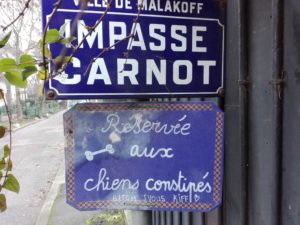 VILLE DE MALAKOFF
IMPASSE
CARNOT
Reservée
aux
chiens constipés